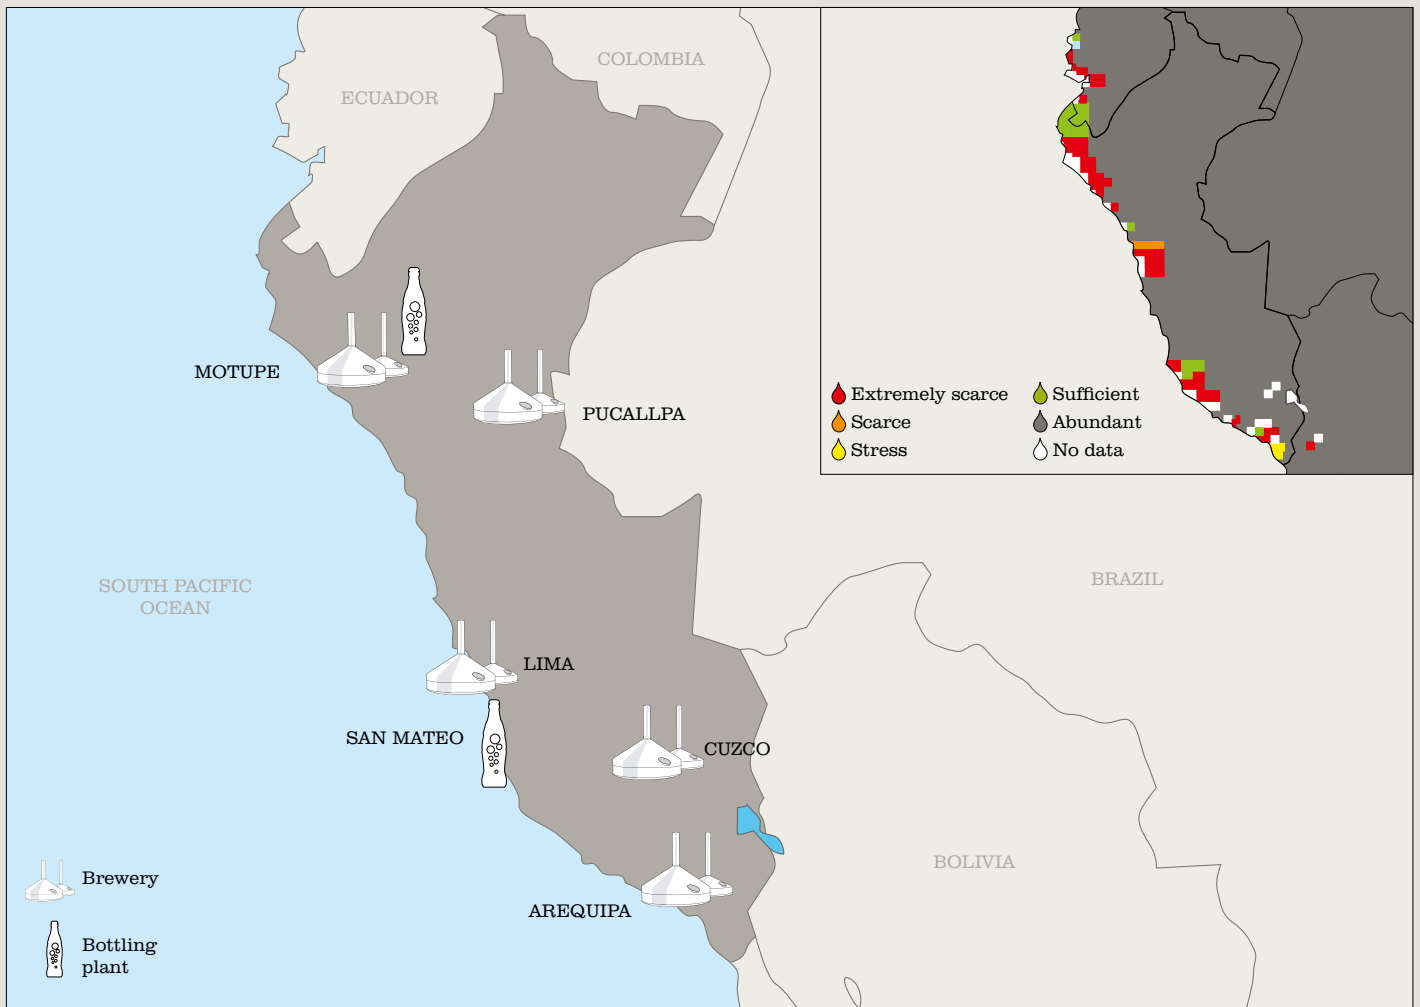 COLOMBIA
ECUADOR
MOTUPE
PUCALLPA
Extremely scarce
Scarce
Stress
Sufficient
Abundant
No data
SOUTH PACIFIC
OCEAN
BRAZIL
LIMA
SAN MATEO
CUZCO
BOLIVIA
AREQUIPA
Brewery
Bottling
plant